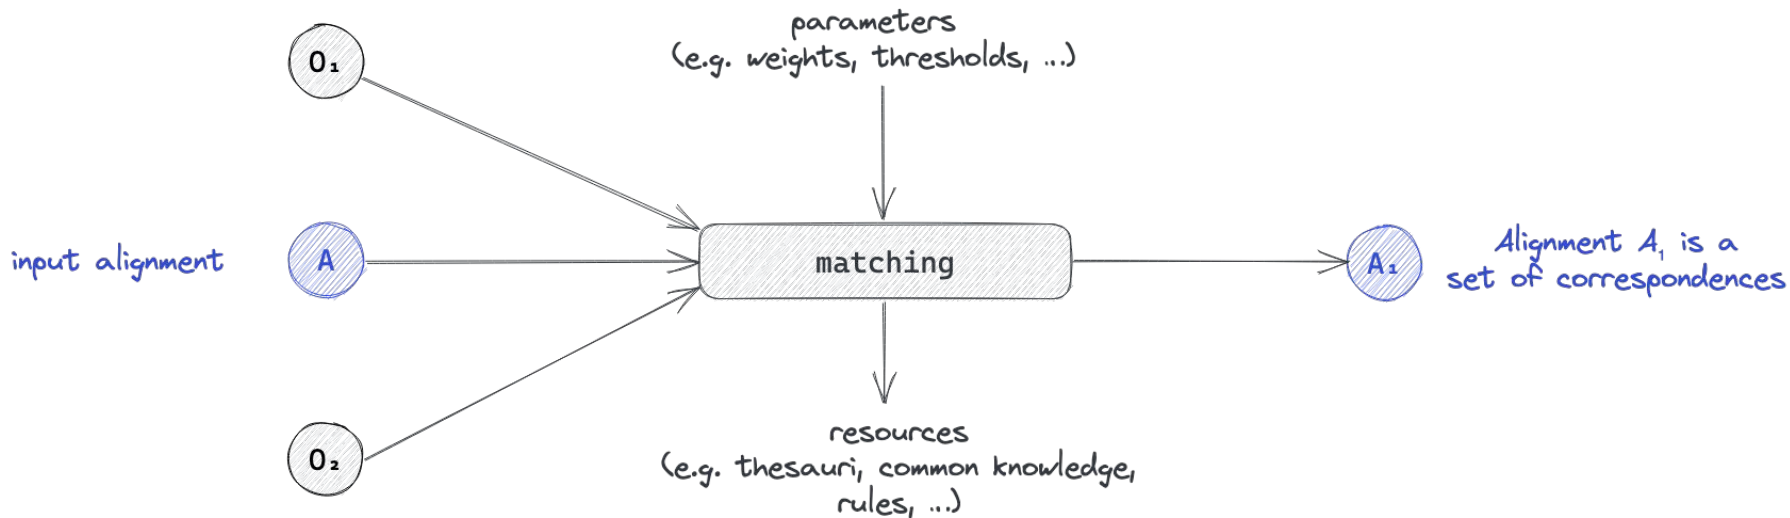 parameters
(e.g. weights, thresholds, ...)
O₁
input alignment
A
matching
A₁
Alignment A₁ is a
set of correspondences
O₂
resources
(e.g. thesauri, common knowledge,
rules, ...)